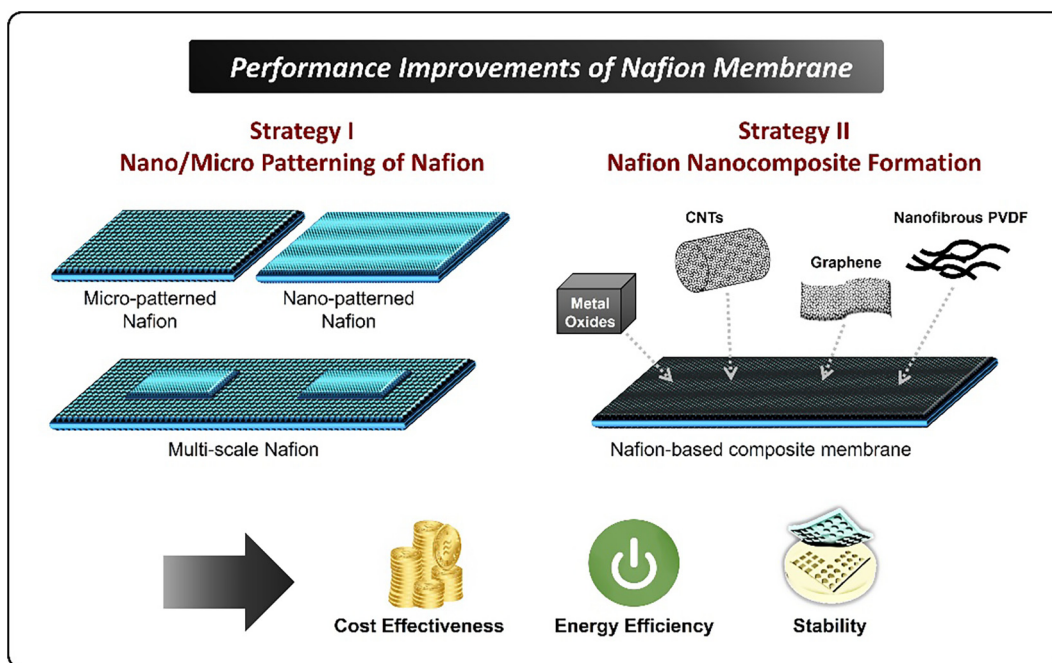 Performance Improvements of Nafion Membrane
Strategy I
Nano/Micro Patterning of Nafion
Micro-patterned
Nafion
Nano-patterned
Nafion
Multi-scale Nafion
Strategy II
Nafion Nanocomposite Formation
CNTs
Nanofibrous PVDF
Graphene
Metal
Oxides
Nafion-based composite membrane
Cost Effectiveness
Energy Efficiency
Stability